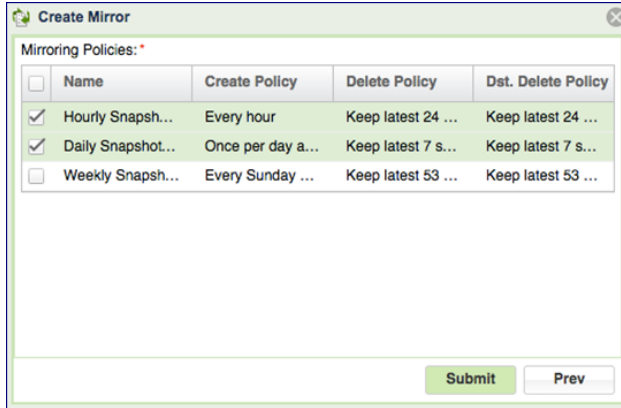 Create Mirror
Mirroring Policies:*
Name Create Policy Delete Policy Dst. Delete Policy
Hourly Snapsh... Every hour Keep latest 24 ... Keep latest 24 ...
Daily Snapshot... Once per day a... Keep latest 7 s... Keep latest 7 s...
Weekly Snapsh... Every Sunday ... Keep latest 53 ... Keep latest 53 ...
Submit Prev